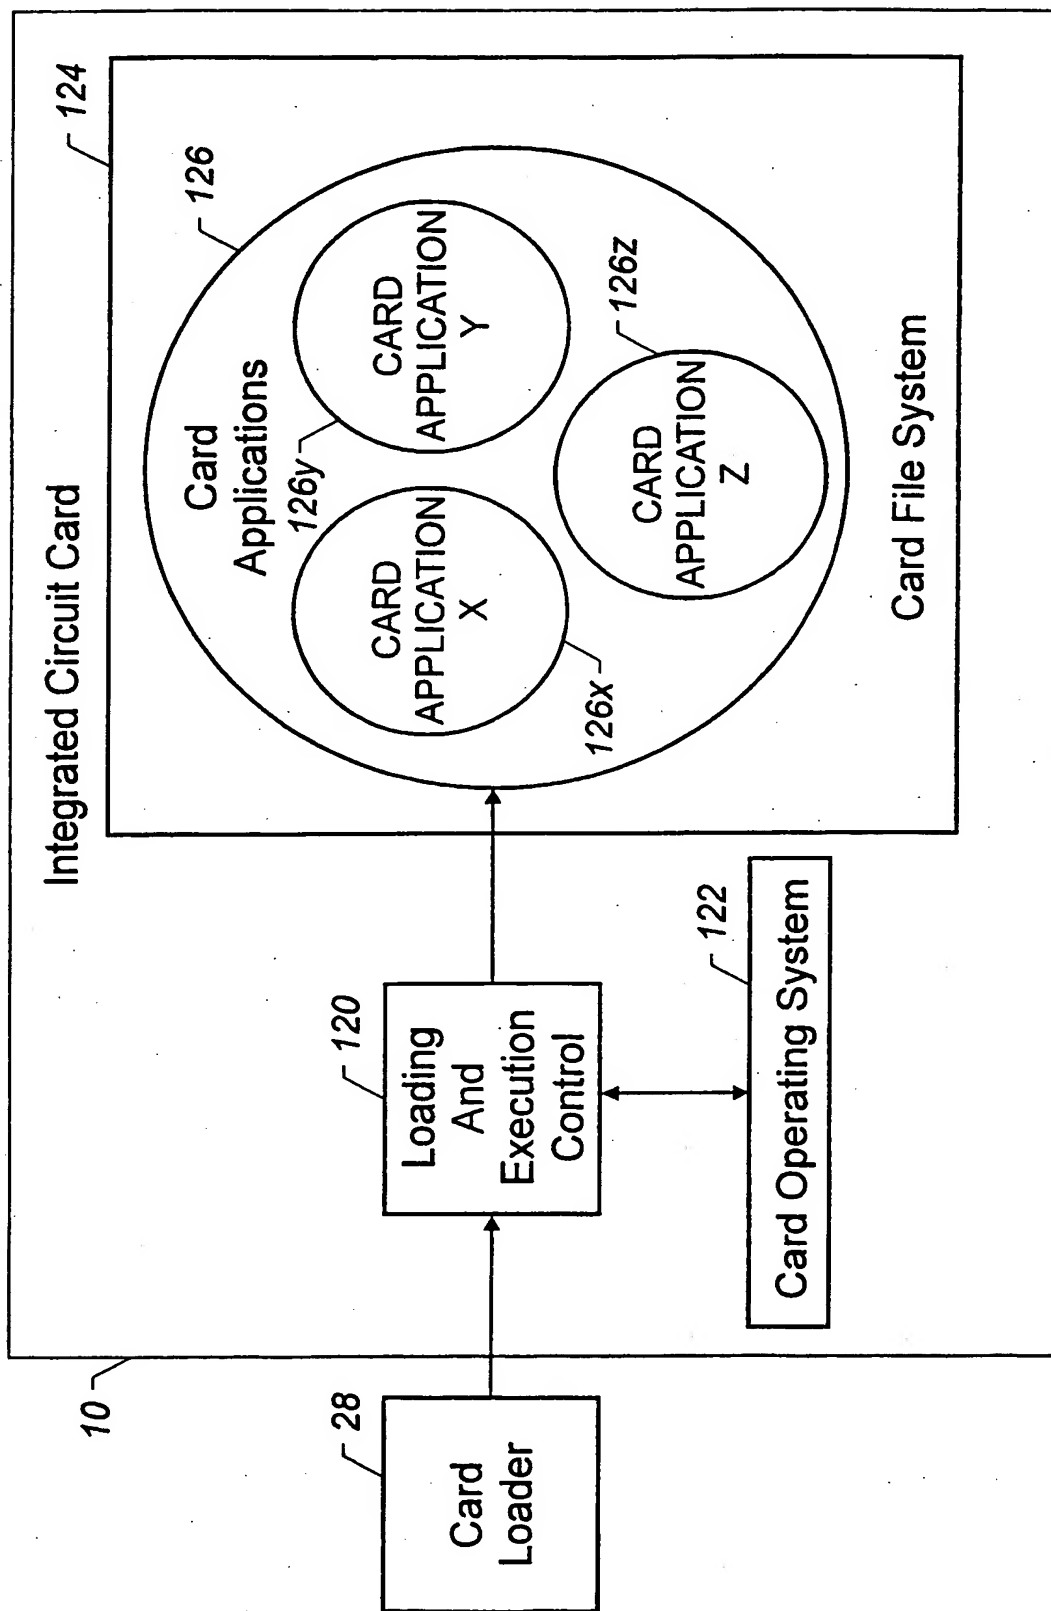 Integrated Circuit Card
10
28
Card
Loader
120
Loading
And
Execution
Control
122
Card Operating System
124
126
Card
Applications
126x
CARD
APPLICATION
X
126y
CARD
APPLICATION
Y
126z
CARD
APPLICATION
Z
Card File System